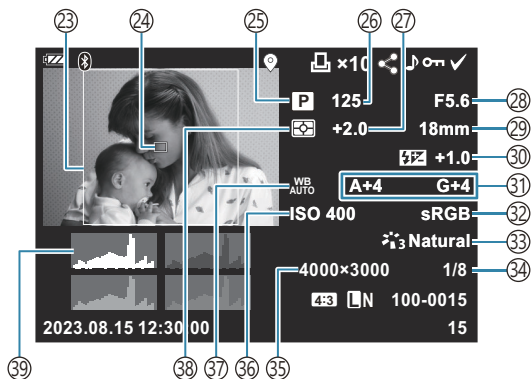 ㉓ ㉔ ㉕ ㉖ ㉗
×10
P 125 F5.6 ㉘
+2.0 18mm ㉙
+1.0 ㉚
WB AUTO A+4 G+4 ㉛
ISO 400 sRGB ㉜
3 Natural ㉝
4000×3000 1/8 ㉞
4:3 L N 100-0015
2023.08.15 12:30:00 15
㊴ ㊳ ㊲ ㊱ ㉟